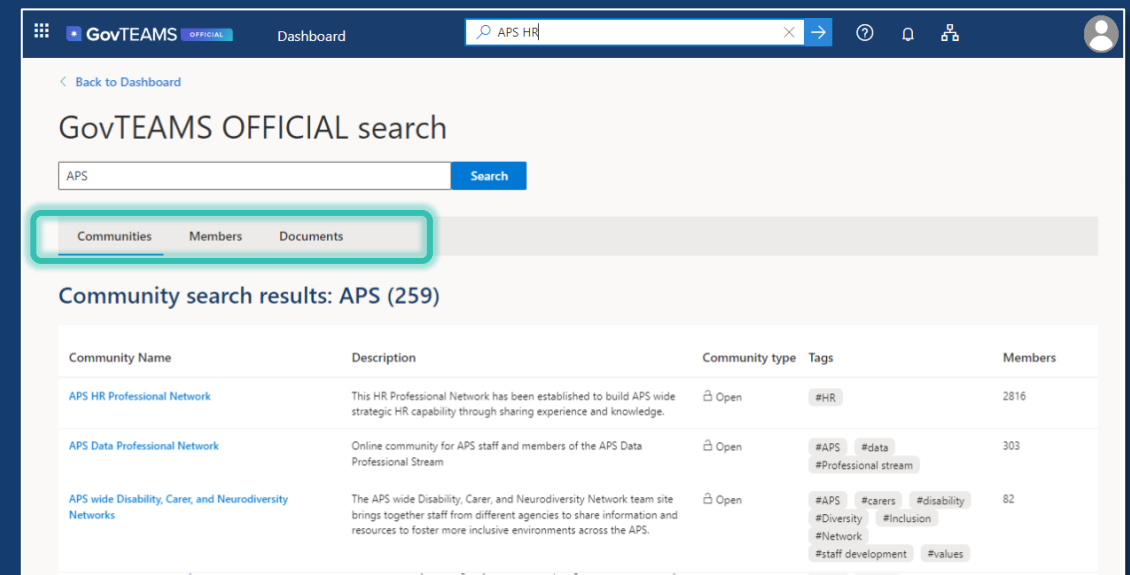 GovTEAMS OFFICIAL Dashboard APS HR
Back to Dashboard
GovTEAMS OFFICIAL search
APS Search
Communities Members Documents
Community search results: APS (259)
Community Name Description Community type Tags Members
APS HR Professional Network This HR Professional Network has been established to build APS wide Open #HR 2816
strategic HR capability through sharing experience and knowledge.
APS Data Professional Network Online community for APS staff and members of the APS Data Open #APS #data 303
Professional Stream #Professional stream
APS wide Disability, Carer, and Neurodiversity The APS wide Disability, Carer, and Neurodiversity Network team site Open #APS #carers #disability 82
Networks brings together staff from different agencies to share information and #Diversity #Inclusion
resources to foster more inclusive environments across the APS. #Network
#staff development #values